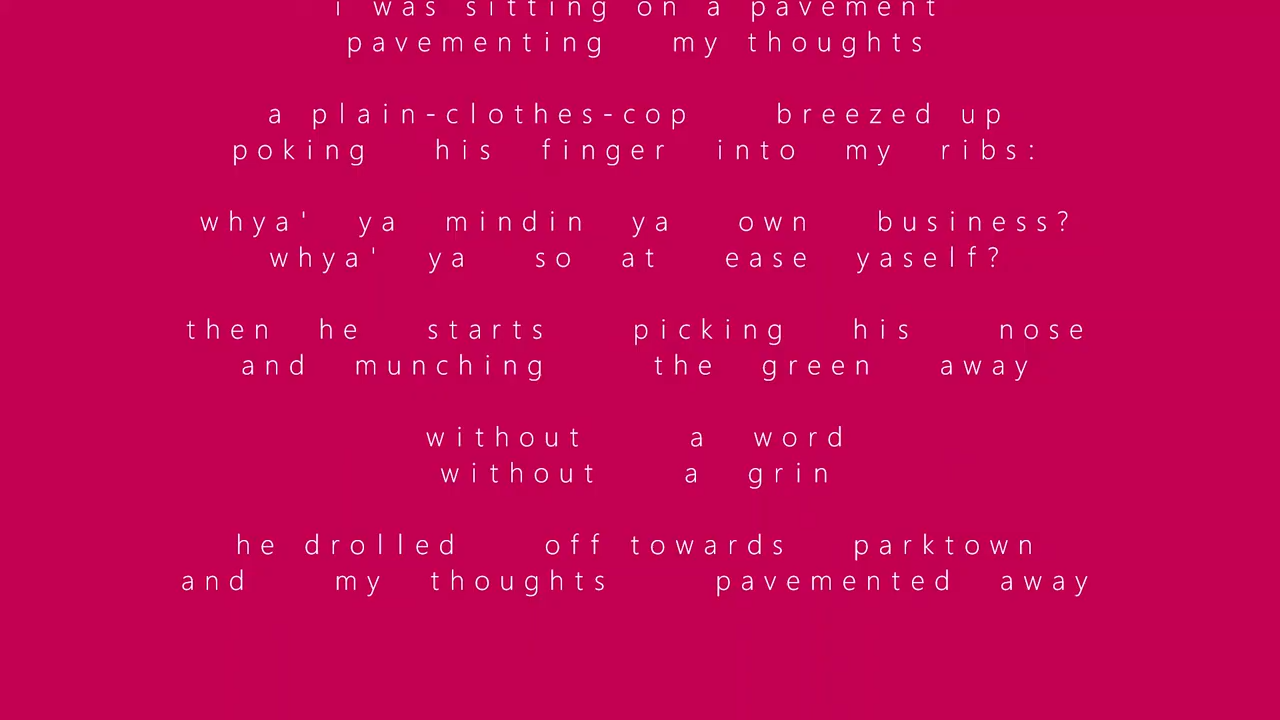 i was sitting on a pavement
pavementing my thoughts
a plain-clothes-cop breezed up
poking his finger into my ribs:
whya' ya mindin ya own business?
whya' ya so at ease yaself?
then he starts picking his nose
and munching the green away
without a word
without a grin
he drolled off towards parktown
and my thoughts pavemented away